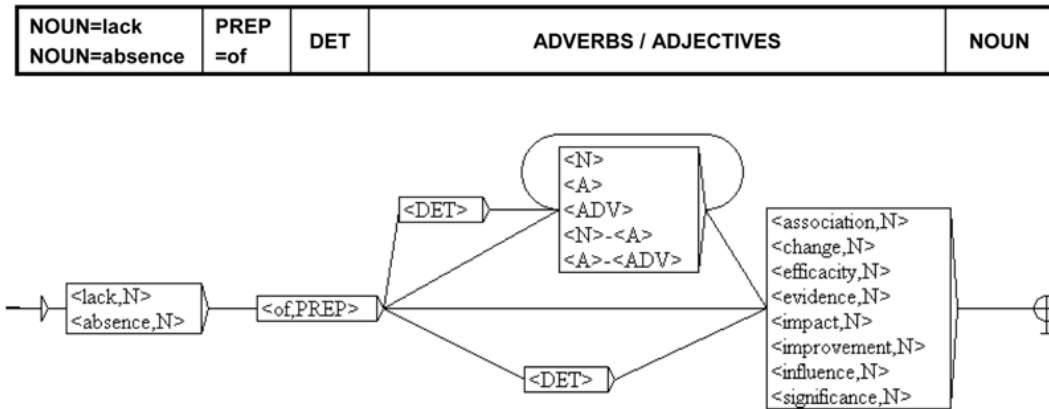 NOUN=lack
NOUN=absence
PREP
=of
DET
ADVERBS / ADJECTIVES
NOUN
<N>
<A>
<ADV>
<N>-<A>
<A>-<ADV>
<DET>
<lack,N>
<absence,N>
<of,PREP>
<DET>
<association,N>
<change,N>
<efficacy,N>
<evidence,N>
<impact,N>
<improvement,N>
<influence,N>
<significance,N>